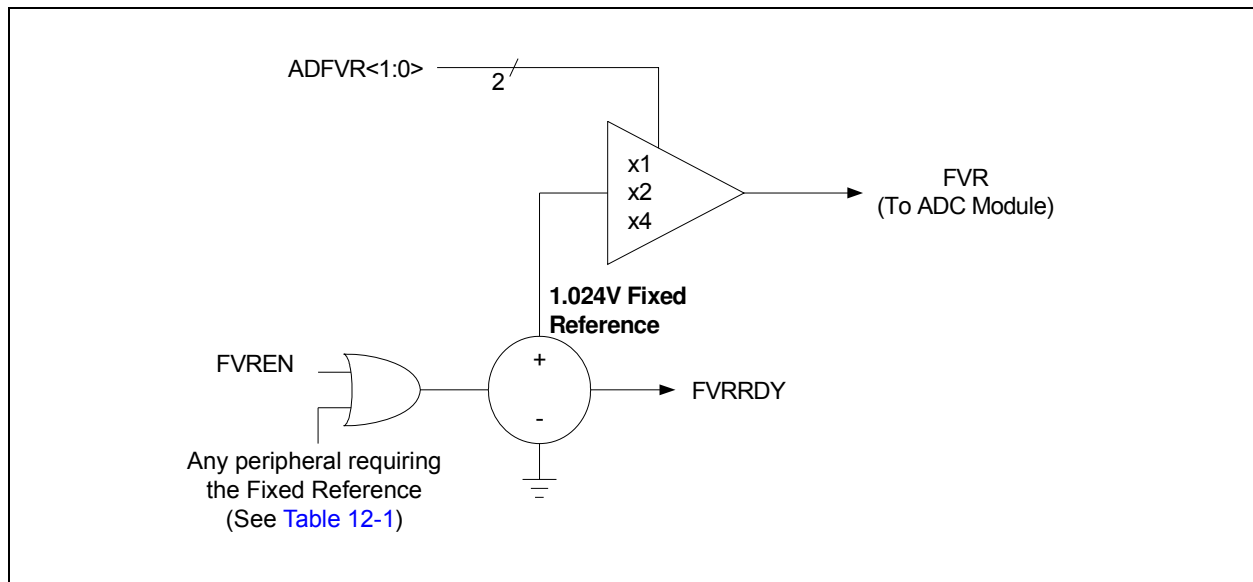 ADFVR<1:0>
2
x1
x2
x4
FVR
(To ADC Module)
1.024V Fixed
Reference
FVREN
+
-
FVRRDY
Any peripheral requiring
the Fixed Reference
(See Table 12-1)